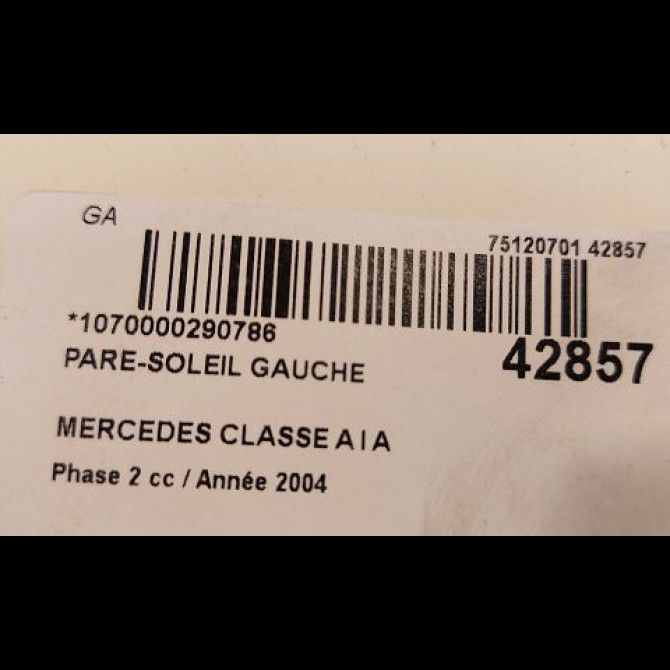 GA
75120701 42857
*1070000290786
42857
PARE-SOLEIL GAUCHE
MERCEDES CLASSE A I A
Phase 2 cc / Année 2004